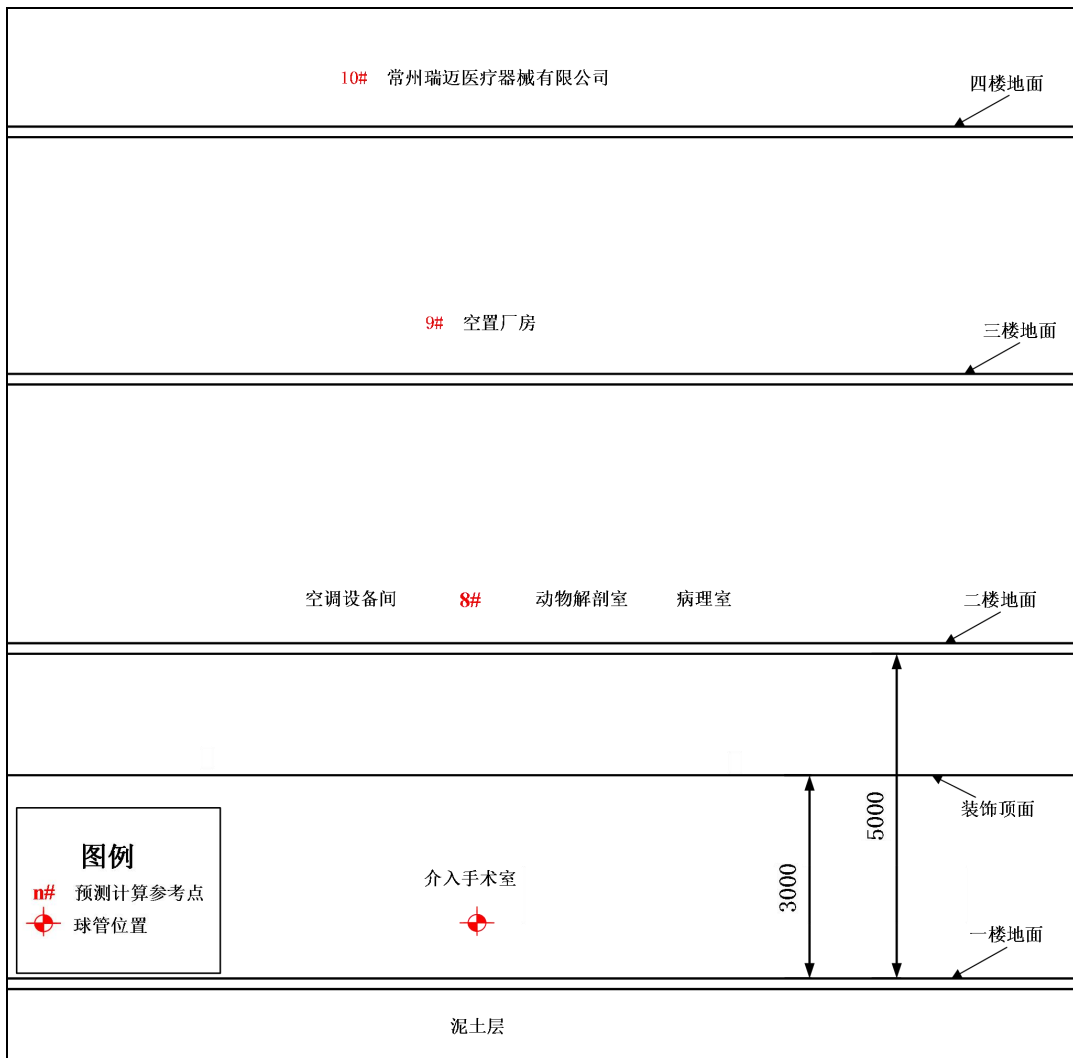 10# 常州瑞迈医疗器械有限公司
四楼地面
9# 空置厂房
三楼地面
空调设备间 8# 动物解剖室 病理室
二楼地面
装饰顶面
5000
3000
图例
n# 预测计算参考点
球管位置
介入手术室
一楼地面
泥土层